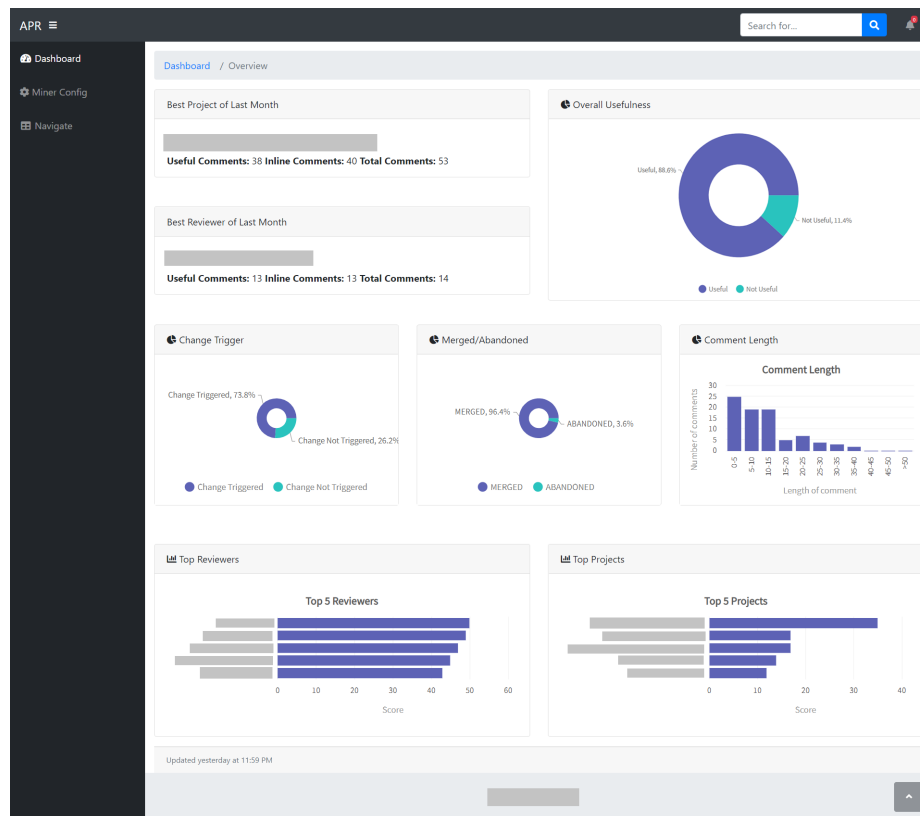 APR
Search for...
0
Dashboard
Miner Config
Navigate
Dashboard / Overview
Best Project of Last Month
Useful Comments: 38 Inline Comments: 40 Total Comments: 53
Best Reviewer of Last Month
Useful Comments: 13 Inline Comments: 13 Total Comments: 14
Overall Usefulness
Useful, 88.6%
Not Useful, 11.4%
Useful Not Useful
Change Trigger
Change Triggered, 73.8%
Change Not Triggered, 26.2%
Change Triggered Change Not Triggered
Merged/Abandoned
MERGED, 96.4%
ABANDONED, 3.6%
MERGED ABANDONED
Comment Length
Comment Length
Number of comments
30
25
20
15
10
5
0
0-5 5-10 10-15 15-20 20-25 25-30 30-35 35-40 40-45 45-50 >50
Length of comment
Top Reviewers
Top 5 Reviewers
0 10 20 30 40 50 60
Score
Top Projects
Top 5 Projects
0 10 20 30 40
Score
Updated yesterday at 11:59 PM